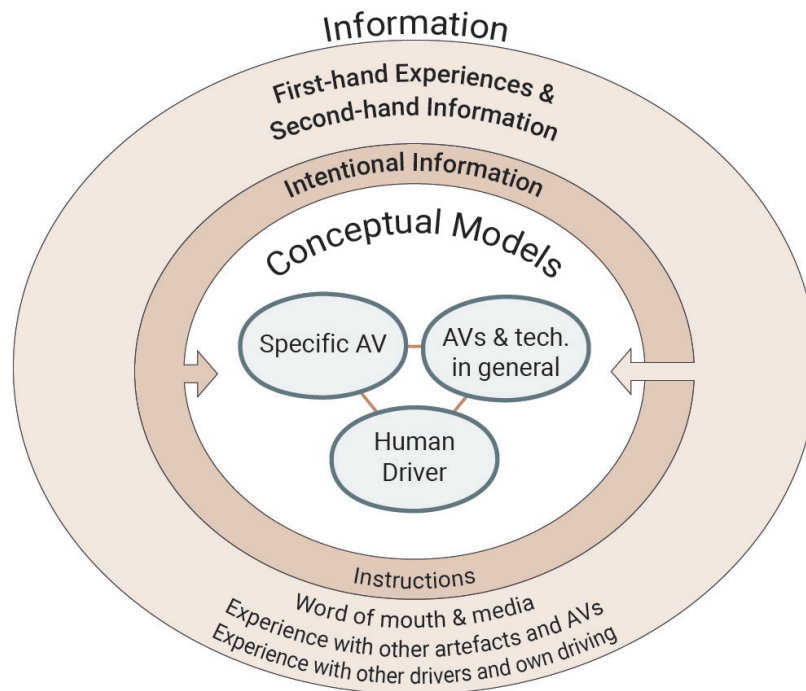 Information
First-hand Experiences &
Second-hand Information
Intentional Information
Conceptual Models
Specific AV
AVs & tech.
in general
Human
Driver
Instructions
Word of mouth & media
Experience with other artefacts and AVs
Experience with other drivers and own driving